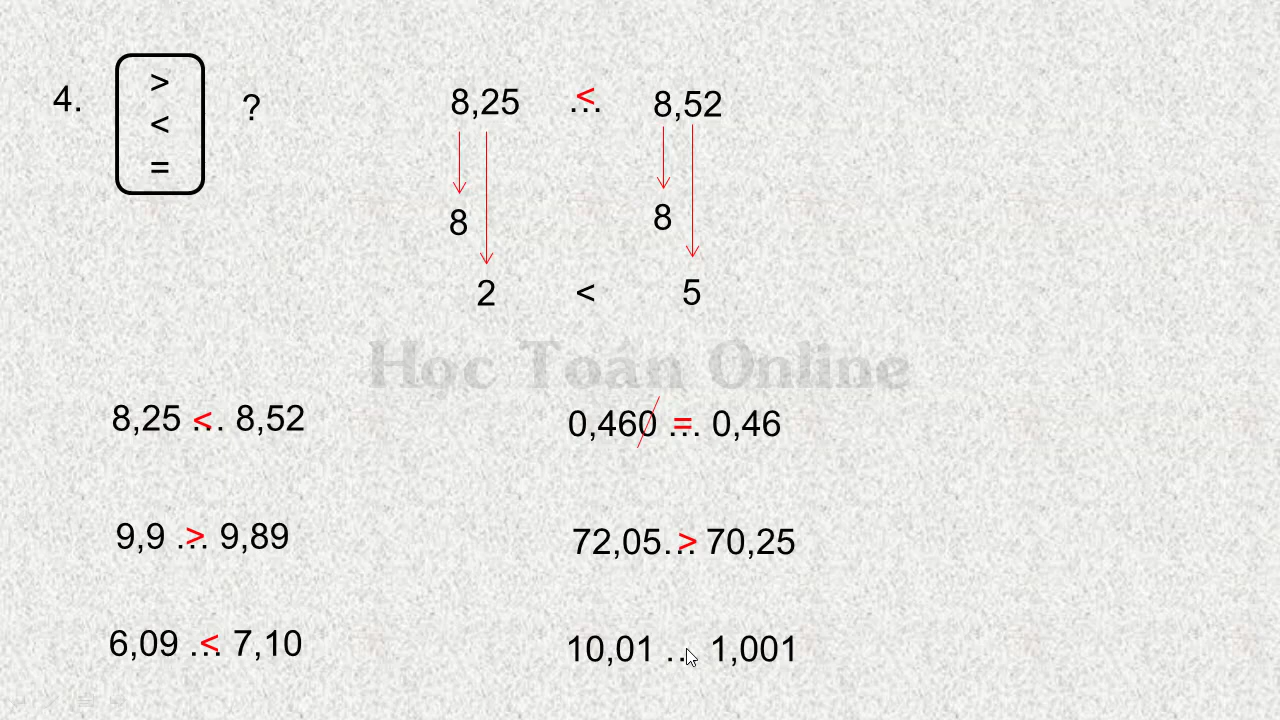 4.
>
<
=
?
8,25 ...< 8,52
8 8
2 < 5
Học Toán Online
8,25 ...< 8,52
0,460 ...= 0,46
9,9 ...> 9,89
72,05...> 70,25
6,09 ...< 7,10
10,01 ... 1,001